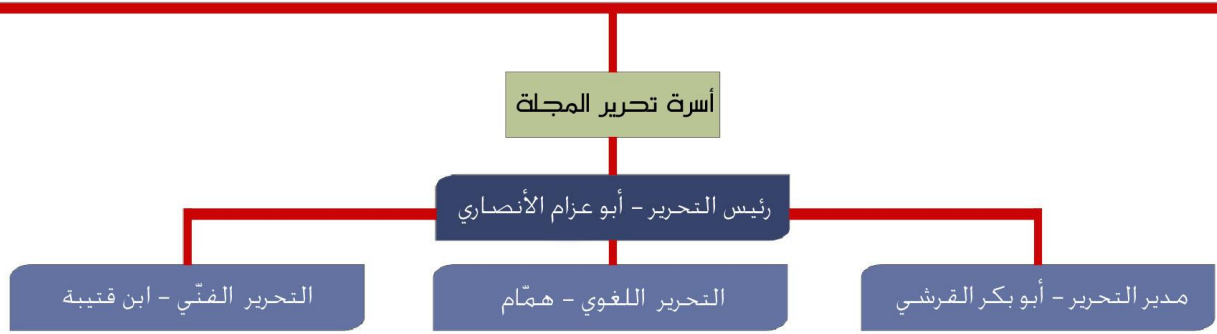 أسرة تحرير المجلة
رئيس التحرير - أبو عزام الأنصاري
مدير التحرير - أبو بكر القرشي
التحرير اللغوي - همّام
التحرير الفنّي - ابن قتيبة